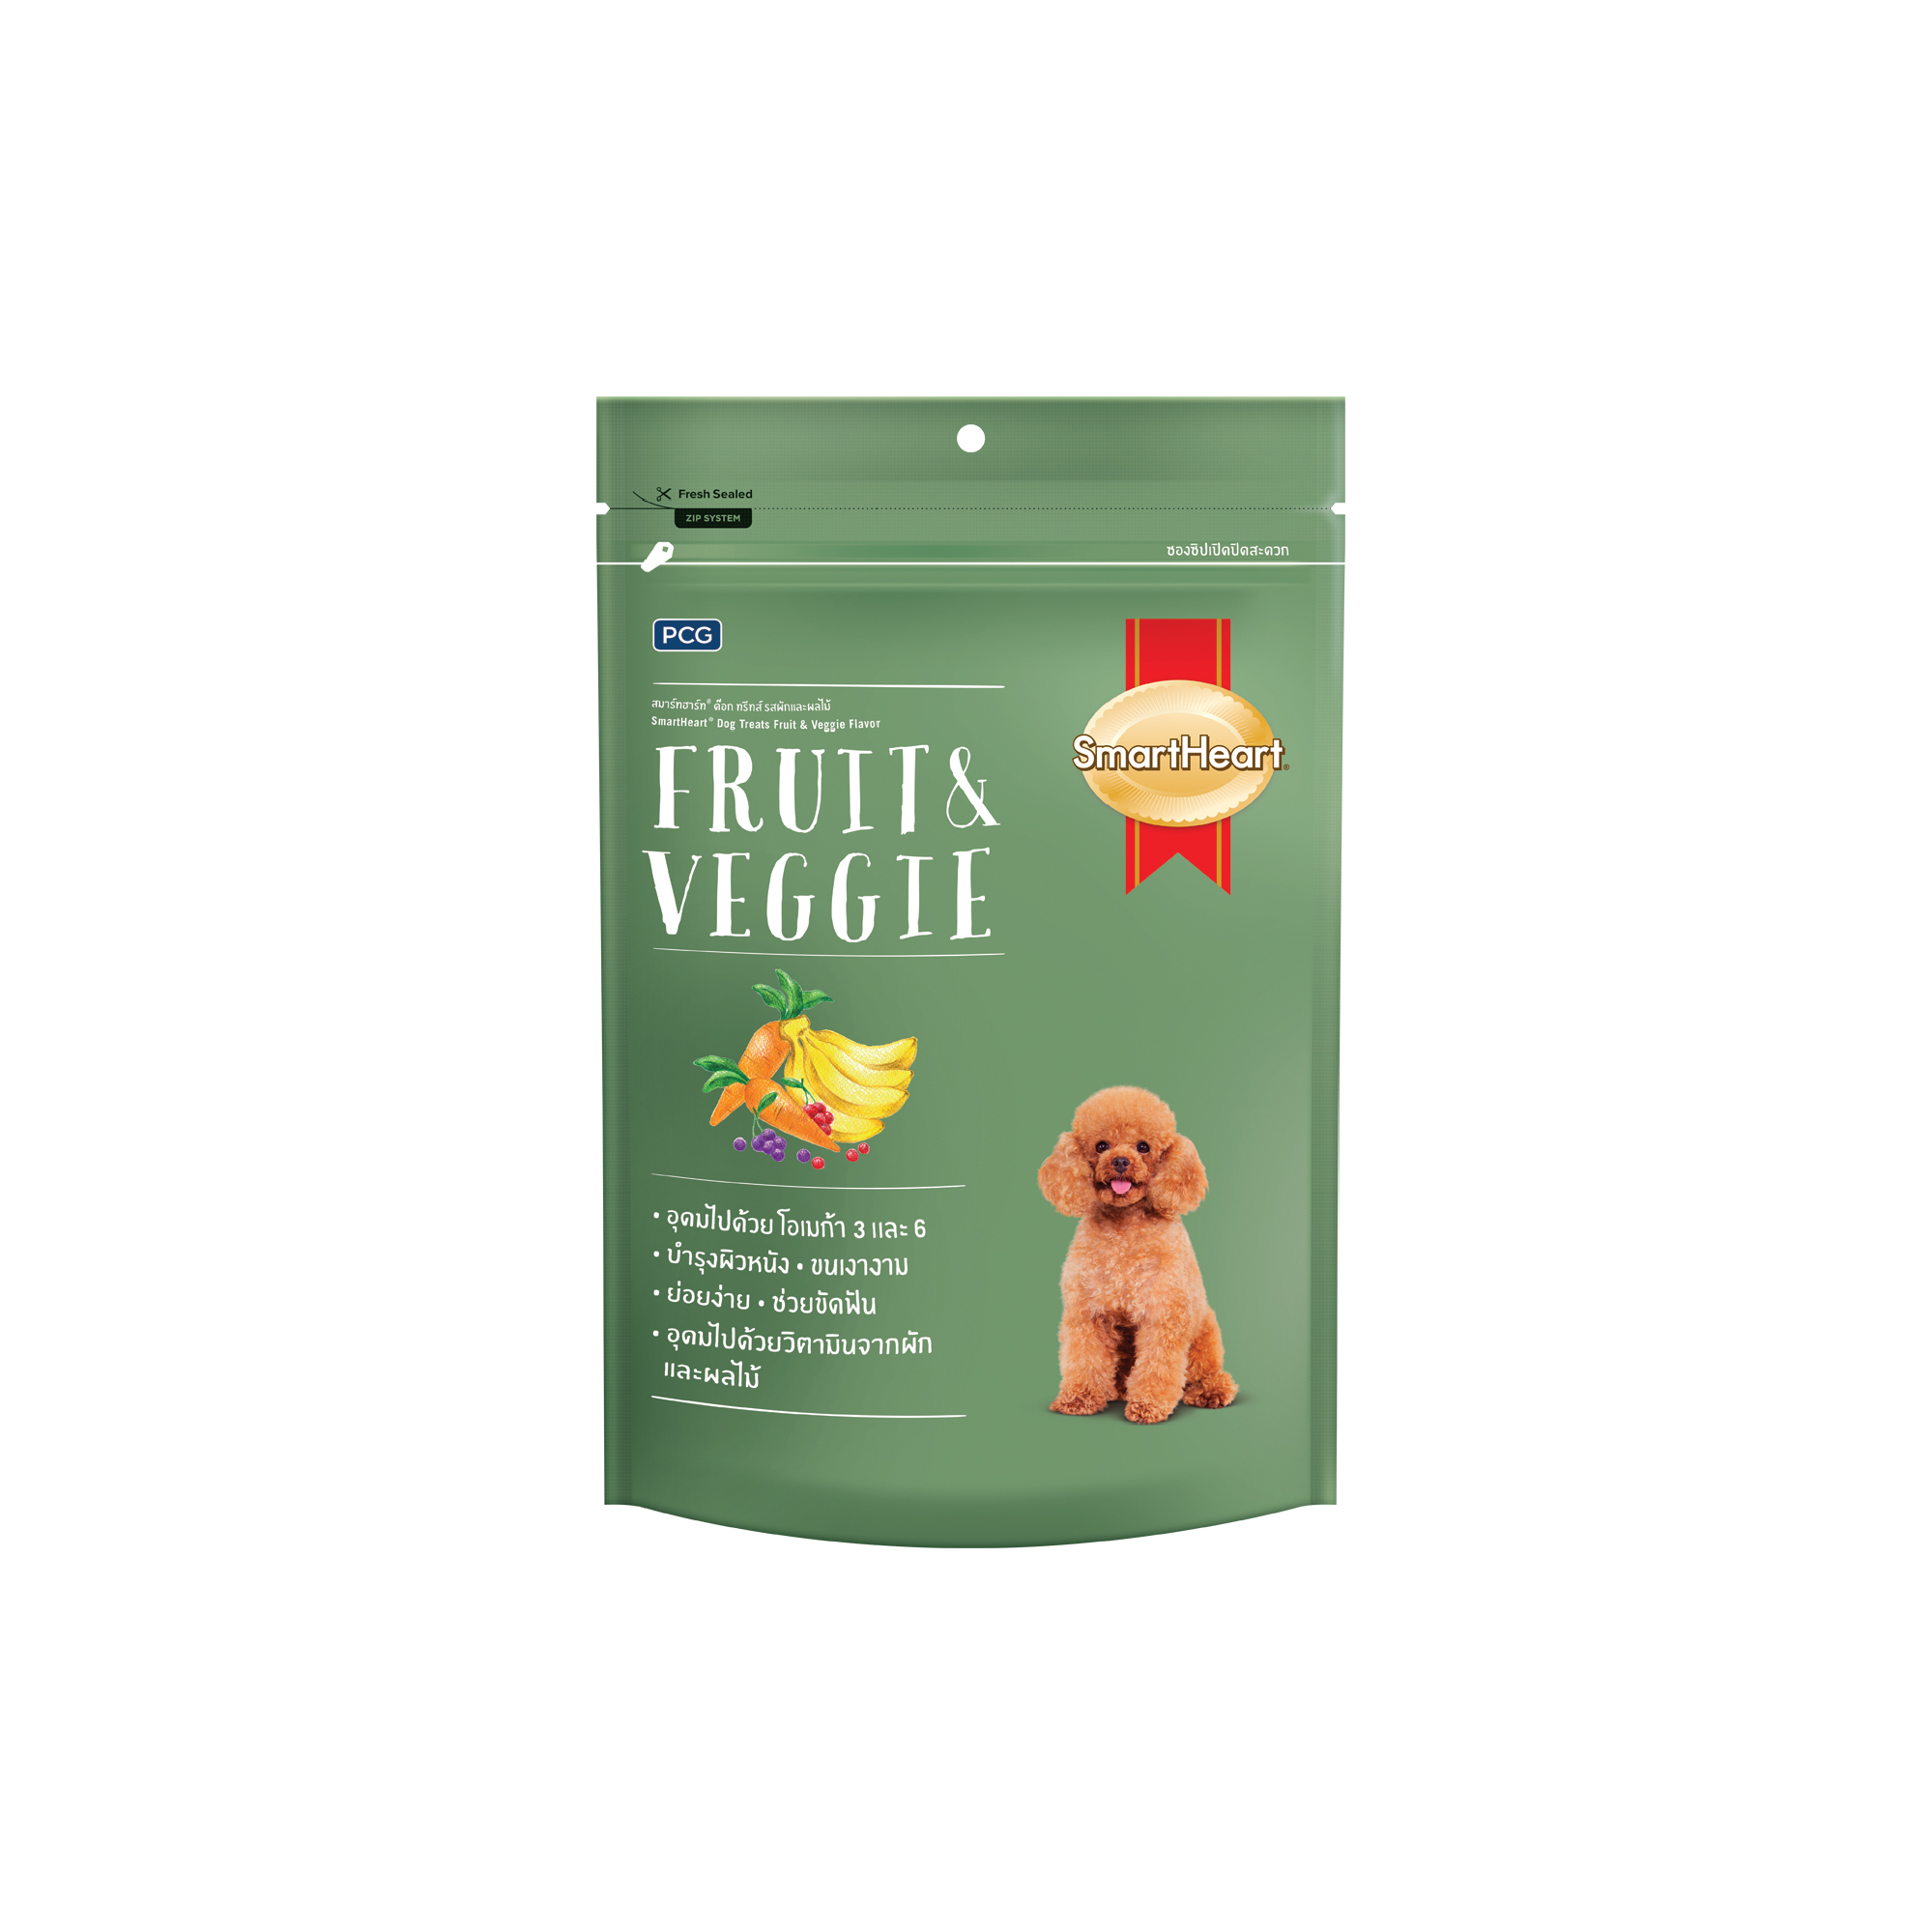 Fresh Sealed
ZIP SYSTEM
ซองซิปเปิดปิดสะดวก
PCG
สมาร์ทฮาร์ท® ด็อก ทรีทส์ รสผักและผลไม้
SmartHeart® Dog Treats Fruit & Veggie Flavor
FRUIT &
VEGGIE
SmartHeart®
• อุดมไปด้วย โอเมก้า 3 และ 6
• บำรุงผิวหนัง • ขนเงางาม
• ย่อยง่าย • ช่วยขัดฟัน
• อุดมไปด้วยวิตามินจากผัก
และผลไม้